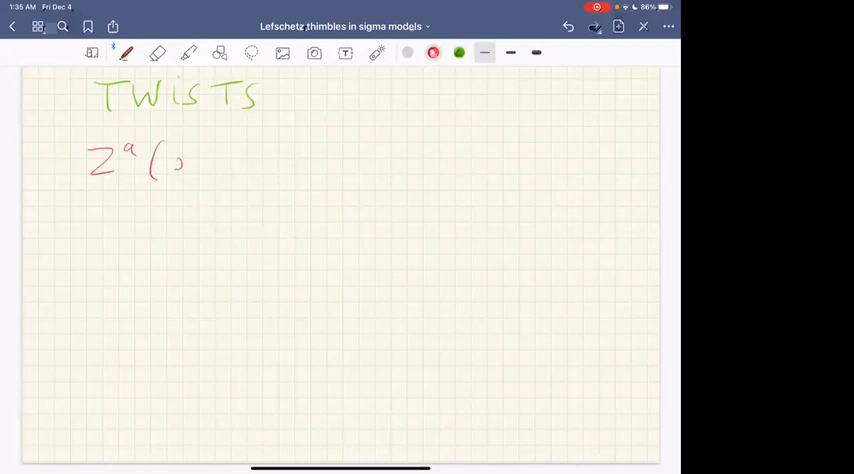 1:35 AM Fri Dec 4
86%
Lefschetz thimbles in sigma models
TWisTs
Z^a (